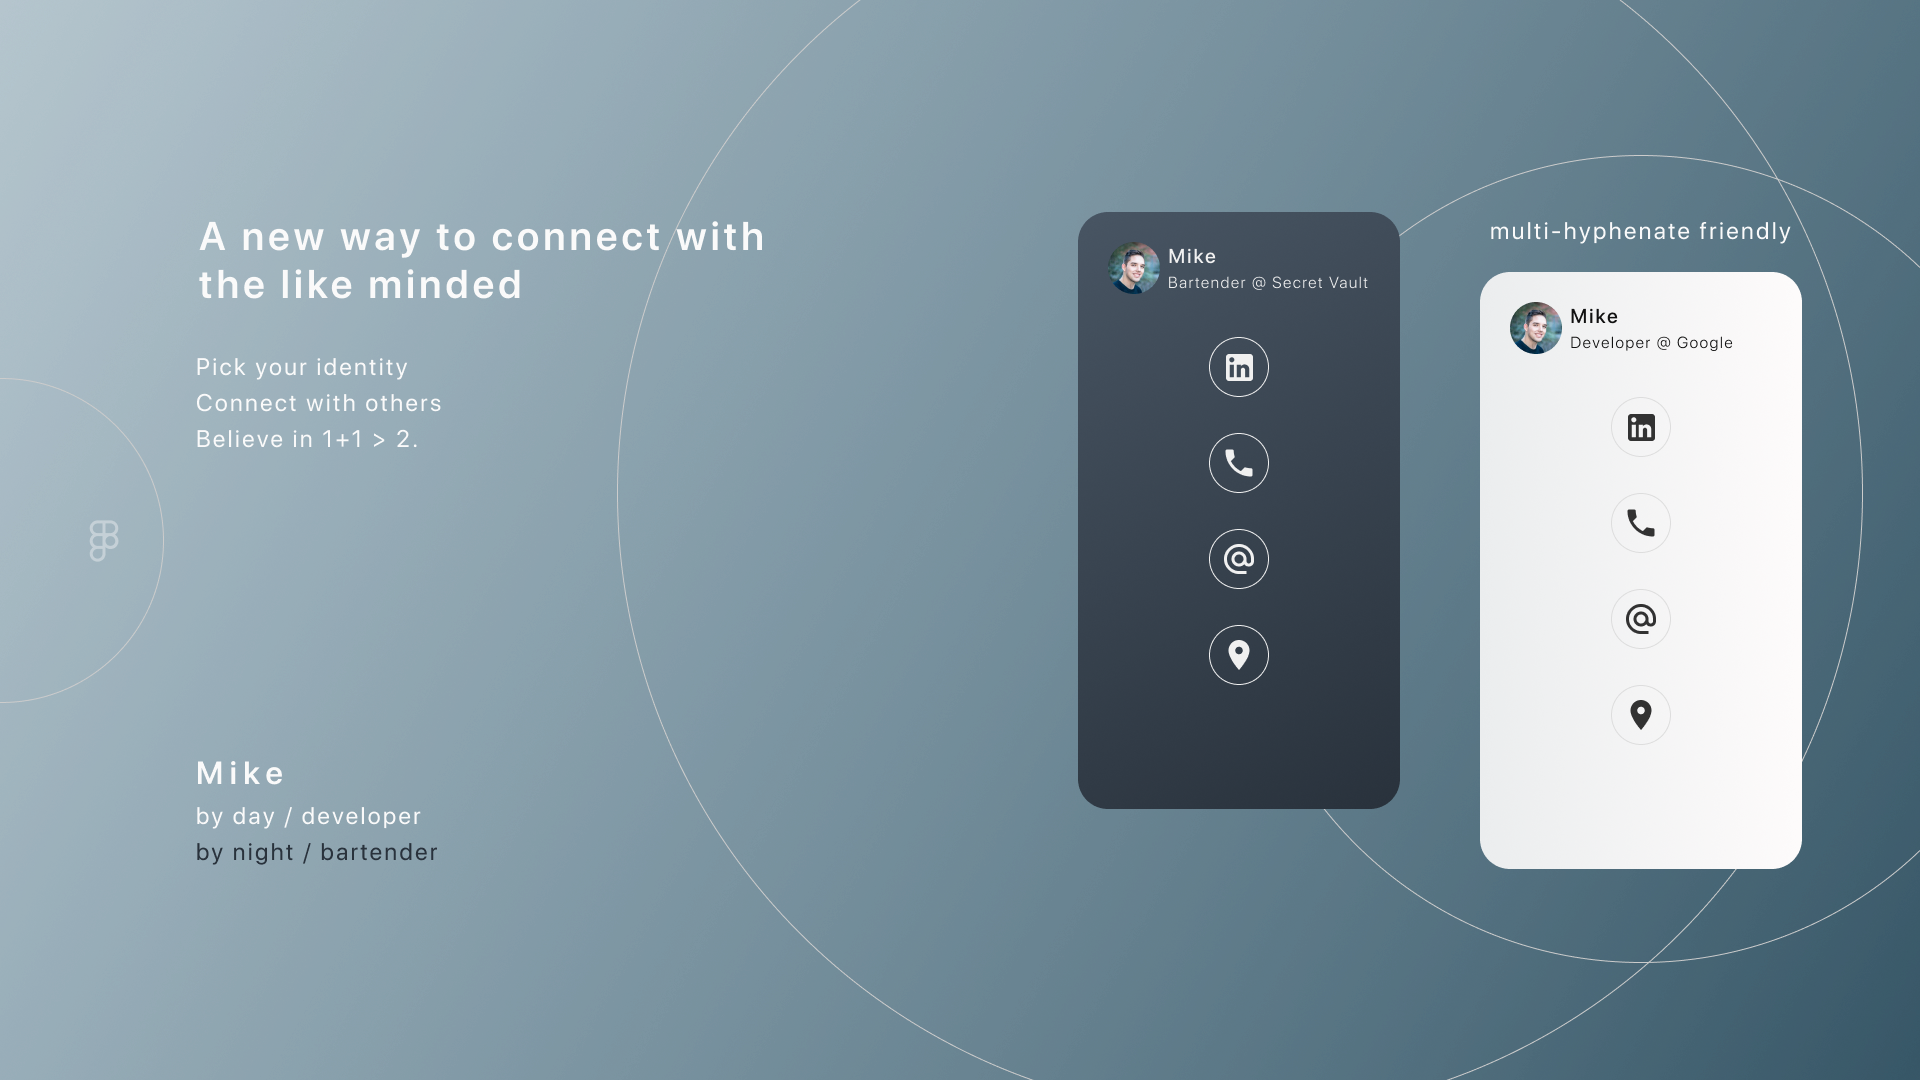 A new way to connect with
the like minded
Pick your identity
Connect with others
Believe in 1+1 > 2.
Mike
by day / developer
by night / bartender
Mike
Bartender @ Secret Vault
in
@
multi-hyphenate friendly
Mike
Developer @ Google
in
@